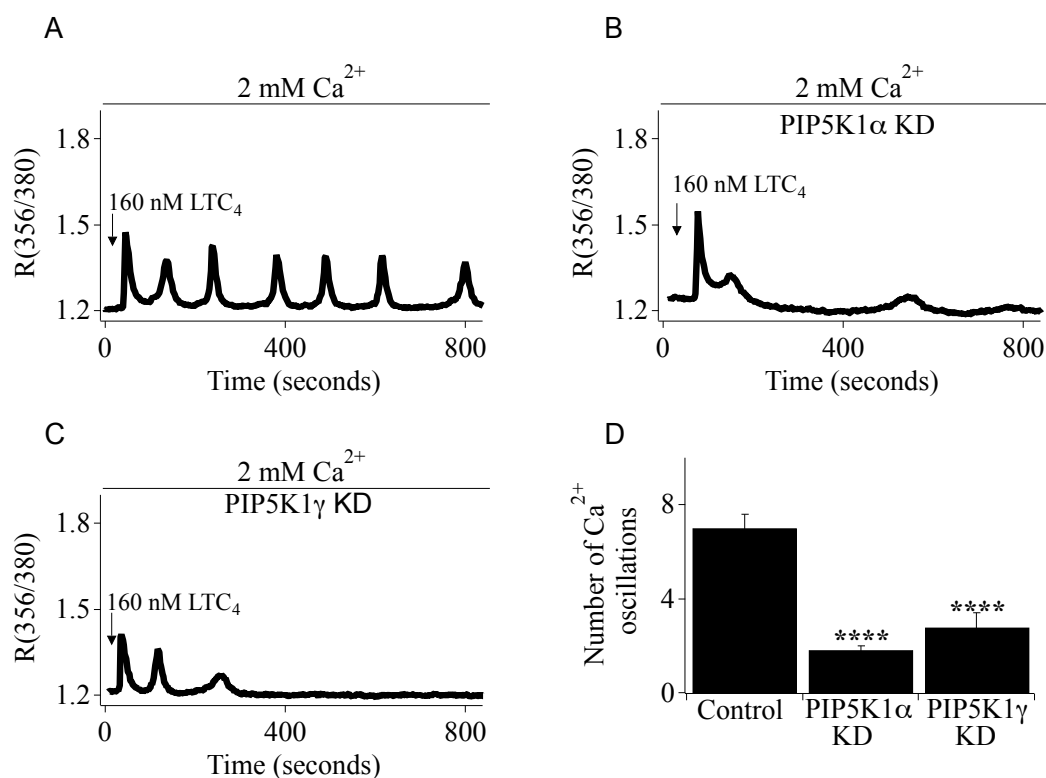 A
2 mM Ca²⁺
R(356/380)
1.8
1.5
1.2
160 nM LTC₄
0
400
800
Time (seconds)
B
2 mM Ca²⁺
PIP5K1α KD
R(356/380)
1.8
1.5
1.2
160 nM LTC₄
0
400
800
Time (seconds)
C
2 mM Ca²⁺
PIP5K1γ KD
R(356/380)
1.8
1.5
1.2
160 nM LTC₄
0
400
800
Time (seconds)
D
Number of Ca²⁺
oscillations
8
4
0
****
****
Control
PIP5K1α
KD
PIP5K1γ
KD